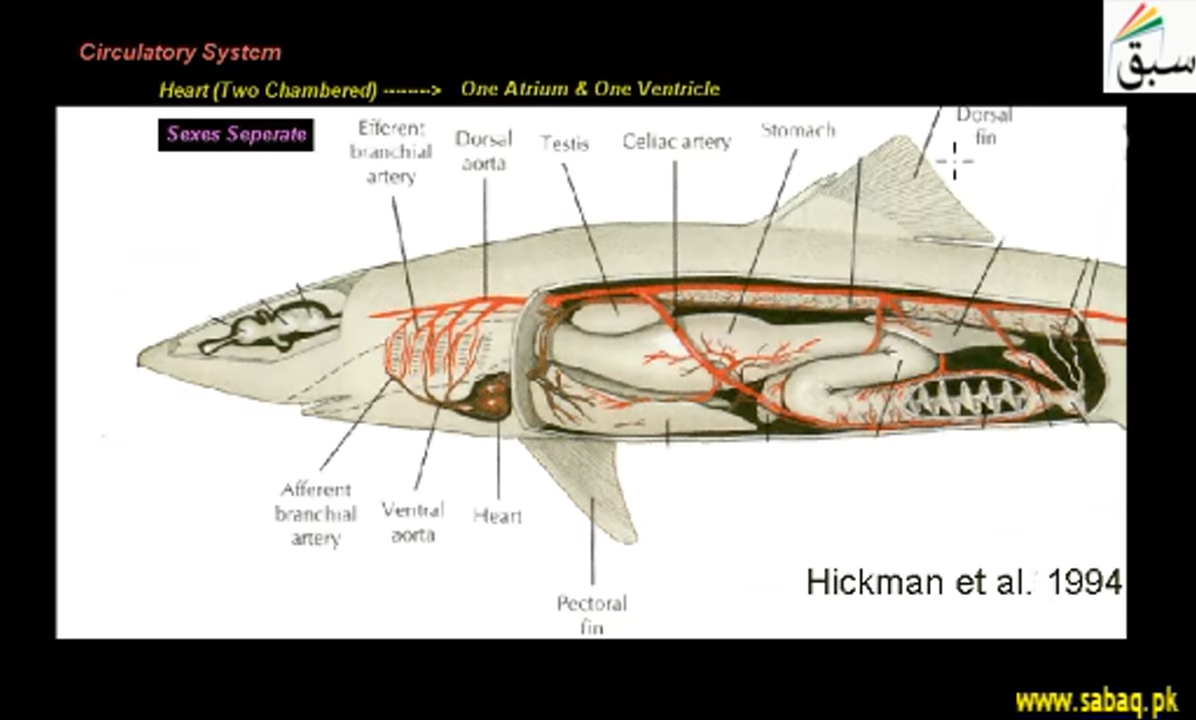 Circulatory System
سبق
Heart (Two Chambered) --------> One Atrium & One Ventricle
Sexes Seperate
Efferent
branchial
artery
Dorsal
aorta
Testis
Celiac artery
Stomach
Dorsal
fin
Afferent
branchial
artery
Ventral
aorta
Heart
Pectoral
fin
Hickman et al. 1994
www.sabaq.pk